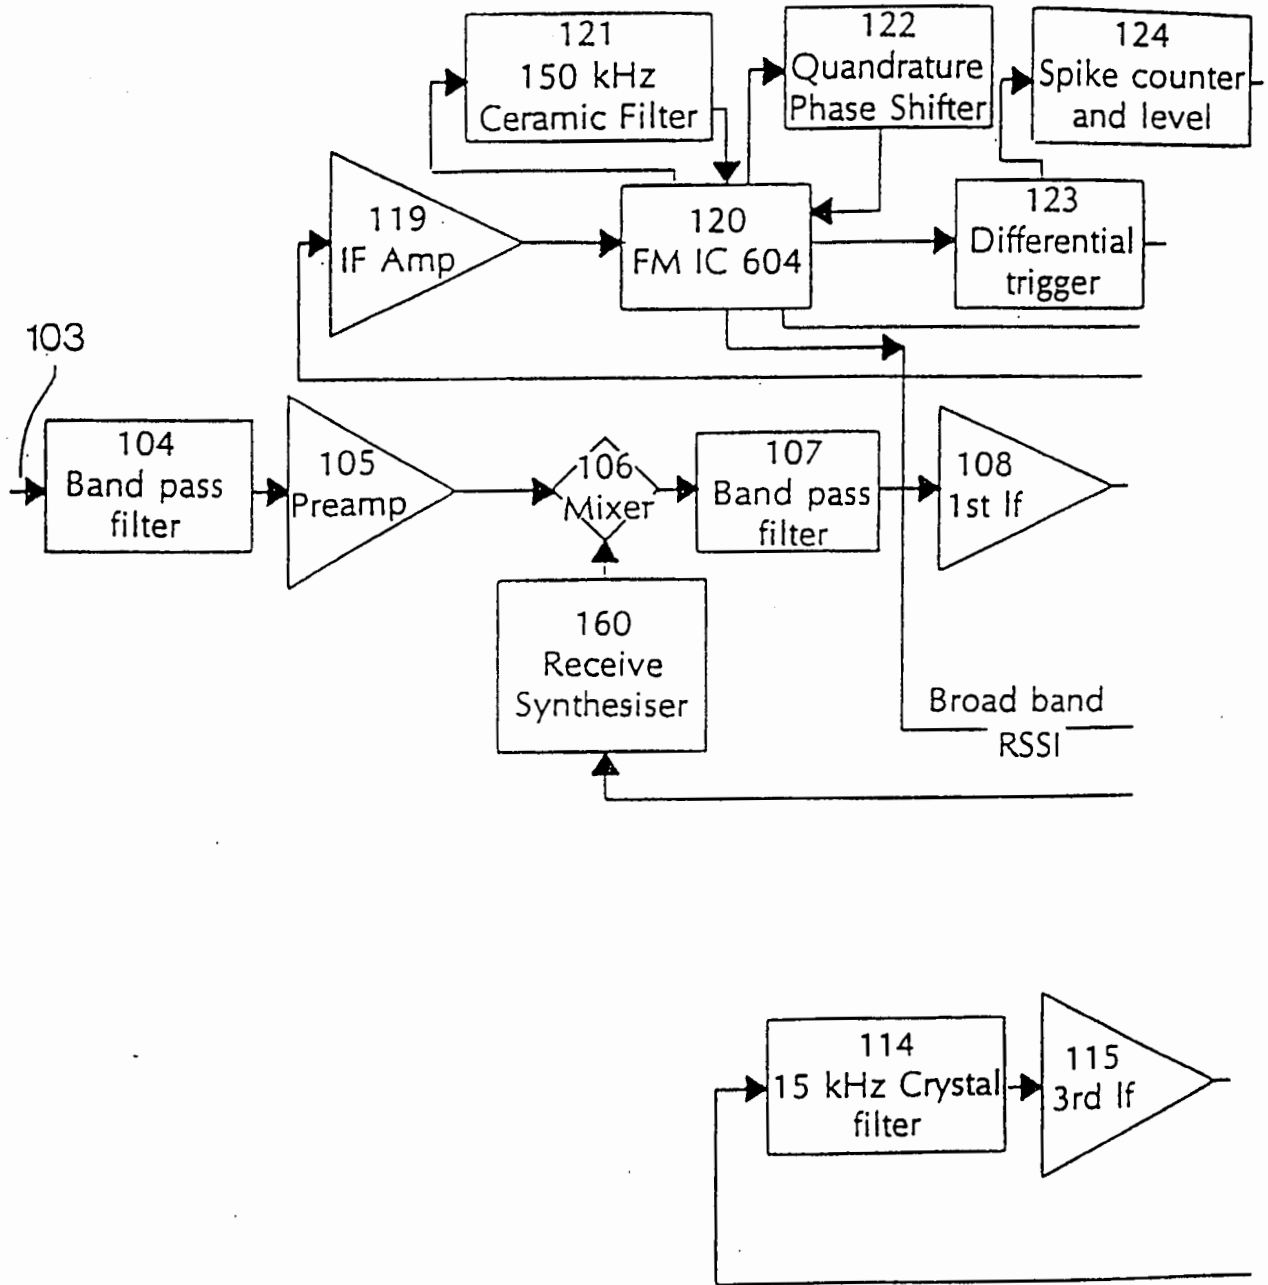 121
150 kHz
Ceramic Filter
122
Quandrature
Phase Shifter
124
Spike counter
and level
119
IF Amp
120
FM IC 604
123
Differential
trigger
103
104
Band pass
filter
105
Preamp
106
Mixer
107
Band pass
filter
108
1st If
160
Receive
Synthesiser
Broad band
RSSI
114
15 kHz Crystal
filter
115
3rd If